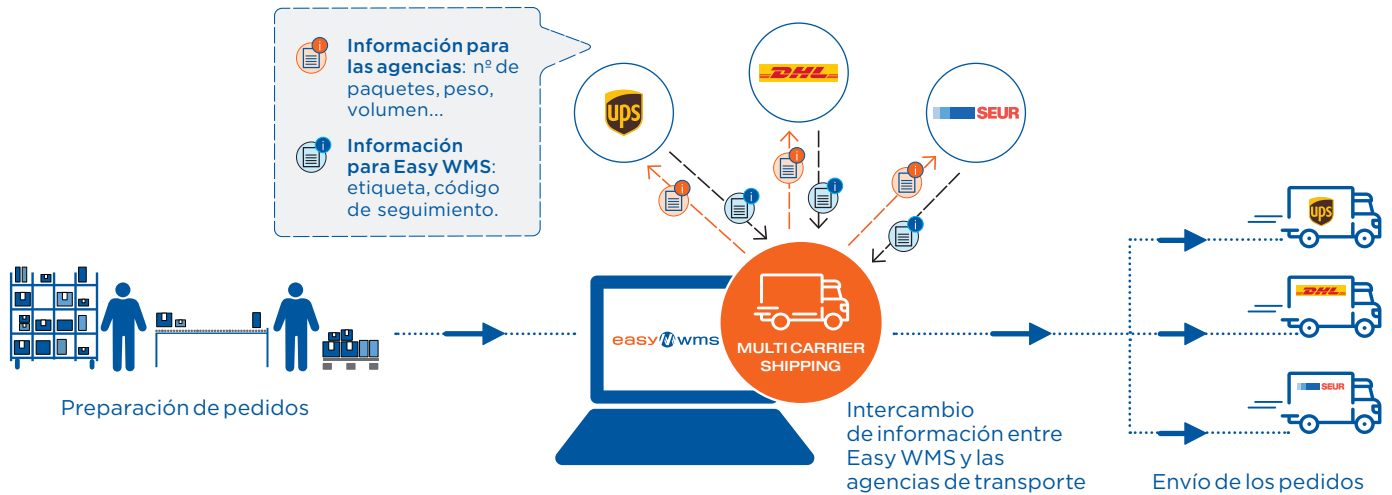 Información para
las agencias: nº de
paquetes, peso,
volumen...
Información
para Easy WMS:
etiqueta, código
de seguimiento.
ups
DHL
SEUR
easy wms
MULTI CARRIER
SHIPPING
Preparación de pedidos
Intercambio
de información entre
Easy WMS y las
agencias de transporte
ups
DHL
SEUR
Envío de los pedidos